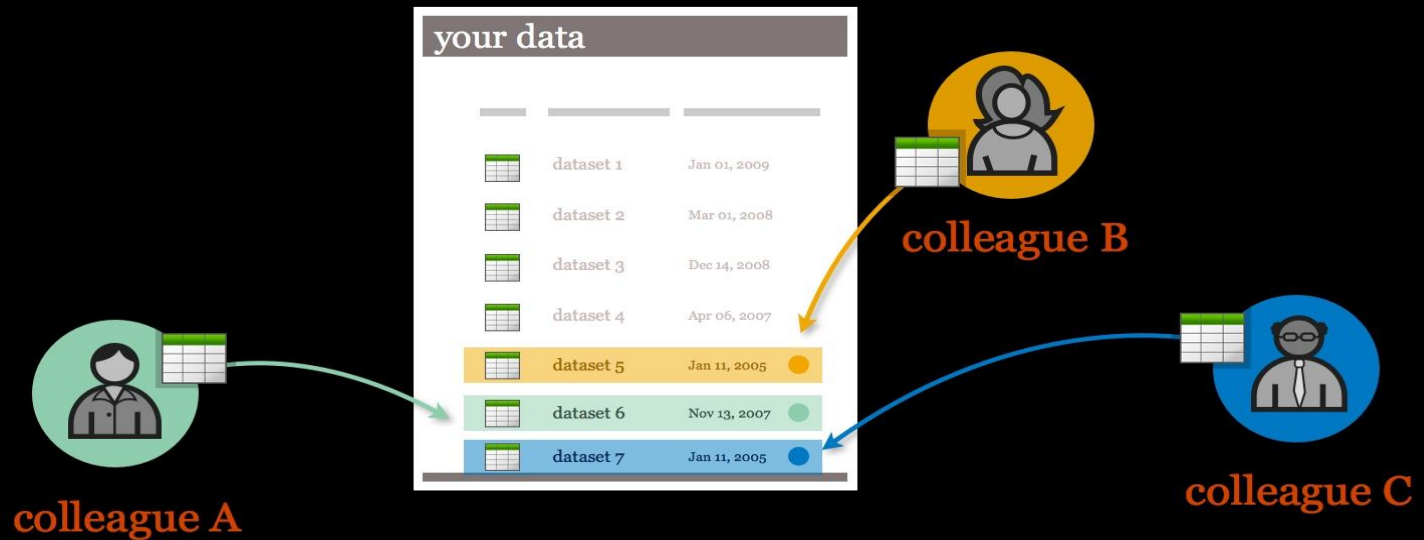 your data
dataset 1 Jan 01, 2009
dataset 2 Mar 01, 2008
dataset 3 Dec 14, 2008
dataset 4 Apr 06, 2007
dataset 5 Jan 11, 2005
dataset 6 Nov 13, 2007
dataset 7 Jan 11, 2005
colleague A
colleague B
colleague C